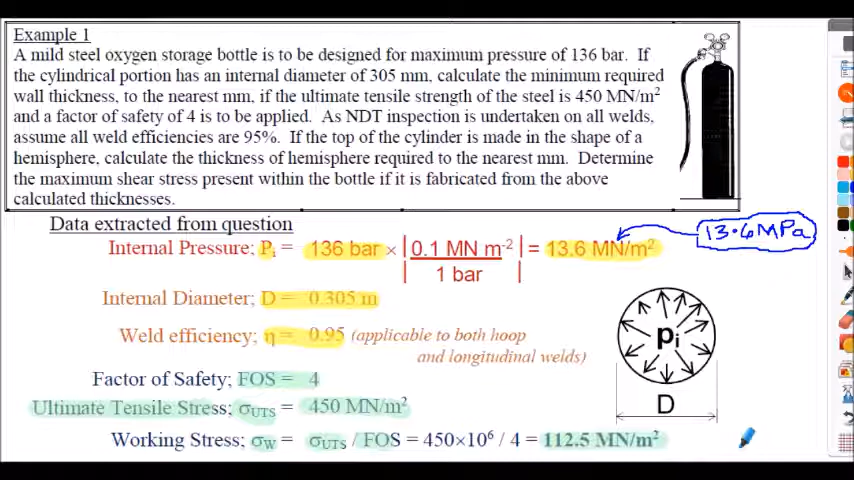 Example 1
A mild steel oxygen storage bottle is to be designed for maximum pressure of 136 bar. If
the cylindrical portion has an internal diameter of 305 mm, calculate the minimum required
wall thickness, to the nearest mm, if the ultimate tensile strength of the steel is 450 MN/m²
and a factor of safety of 4 is to be applied. As NDT inspection is undertaken on all welds,
assume all weld efficiencies are 95%. If the top of the cylinder is made in the shape of a
hemisphere, calculate the thickness of hemisphere required to the nearest mm. Determine
the maximum shear stress present within the bottle if it is fabricated from the above
calculated thicknesses.
Data extracted from question
Internal Pressure; Pᵢ = 136 bar × | 0.1 MN m⁻² | = 13.6 MN/m²
| 1 bar |
13.6MPa
Internal Diameter; D = 0.305 m
Weld efficiency; η = 0.95 (applicable to both hoop
and longitudinal welds)
pᵢ
D
Factor of Safety; FOS = 4
Ultimate Tensile Stress; σUTS = 450 MN/m²
Working Stress; σW = σUTS / FOS = 450×10⁶ / 4 = 112.5 MN/m²